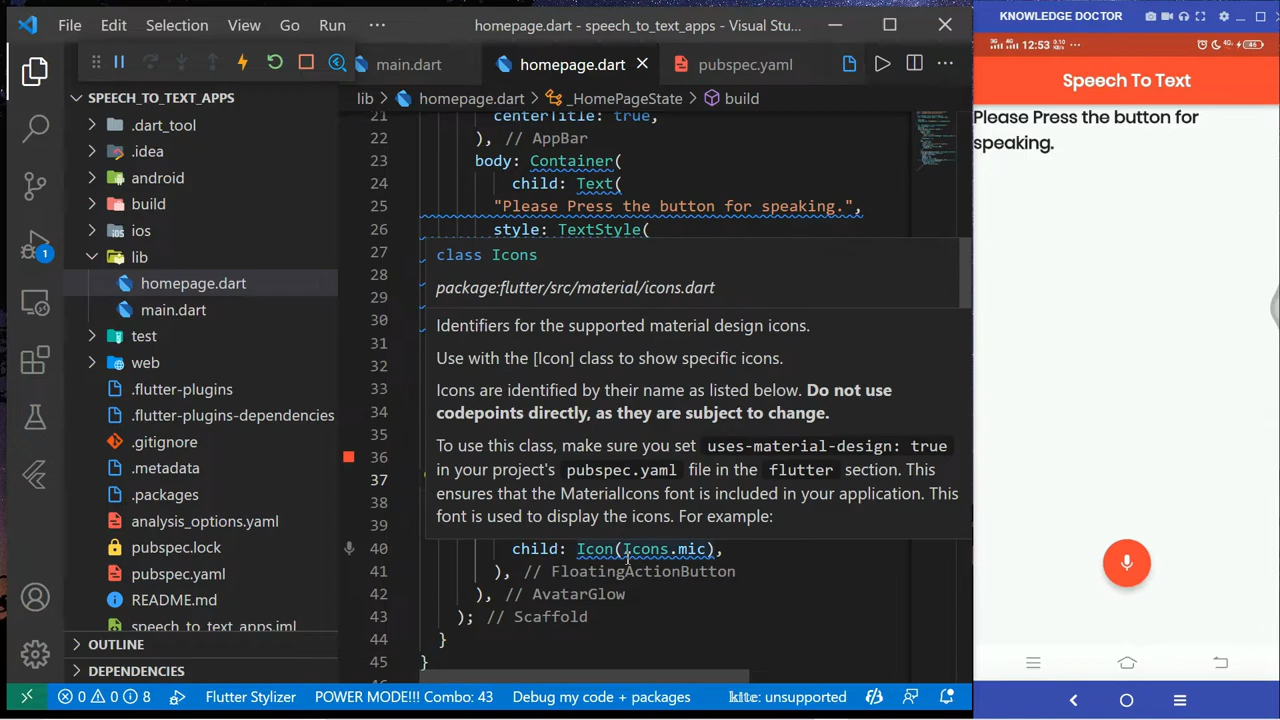 File Edit Selection View Go Run ··· homepage.dart - speech_to_text_apps - Visual Stu...
main.dart homepage.dart pubspec.yaml
SPEECH_TO_TEXT_APPS
lib > homepage.dart > _HomePageState > build
.dart_tool
.idea
android
build
ios
lib
homepage.dart
main.dart
test
web
.flutter-plugins
.flutter-plugins-dependencies
.gitignore
.metadata
.packages
analysis_options.yaml
pubspec.lock
pubspec.yaml
README.md
speech_to_text_apps.iml
OUTLINE
DEPENDENCIES
1
21 centerTitle: true,
22 ), // AppBar
23 body: Container(
24 child: Text(
25 "Please Press the button for speaking.",
26 style: TextStyle(
27
28
29
30
31
32
33
34
35
36
37
38
39
class Icons
package:flutter/src/material/icons.dart
Identifiers for the supported material design icons.
Use with the [Icon] class to show specific icons.
Icons are identified by their name as listed below. Do not use
codepoints directly, as they are subject to change.
To use this class, make sure you set uses-material-design: true
in your project's pubspec.yaml file in the flutter section. This
ensures that the MaterialIcons font is included in your application. This
font is used to display the icons. For example:
40 child: Icon(Icons.mic),
41 ), // FloatingActionButton
42 ), // AvatarGlow
43 ); // Scaffold
44 }
45 }
0 0 8 Flutter Stylizer POWER MODE!!! Combo: 43 Debug my code + packages kite: unsupported
KNOWLEDGE DOCTOR
12:53 ··· 46
Speech To Text
Please Press the button for
speaking.